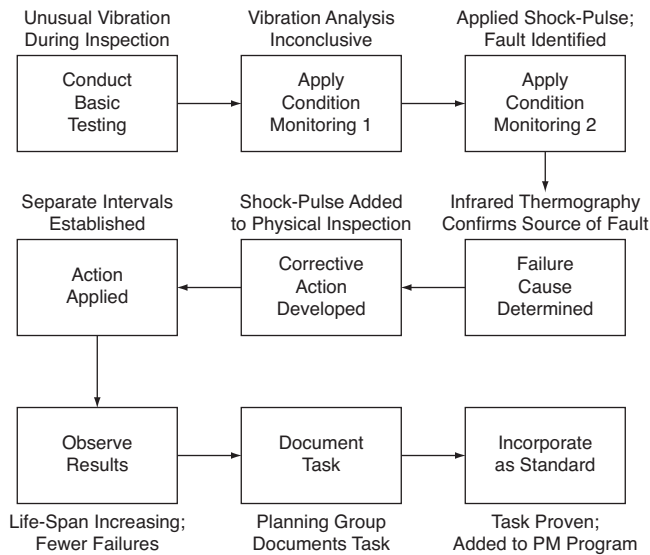 Unusual Vibration
During Inspection
Conduct
Basic
Testing
Vibration Analysis
Inconclusive
Apply
Condition
Monitoring 1
Applied Shock-Pulse;
Fault Identified
Apply
Condition
Monitoring 2
Separate Intervals
Established
Action
Applied
Shock-Pulse Added
to Physical Inspection
Corrective
Action
Developed
Infrared Thermography
Confirms Source of Fault
Failure
Cause
Determined
Observe
Results
Life-Span Increasing;
Fewer Failures
Document
Task
Planning Group
Documents Task
Incorporate
as Standard
Task Proven;
Added to PM Program